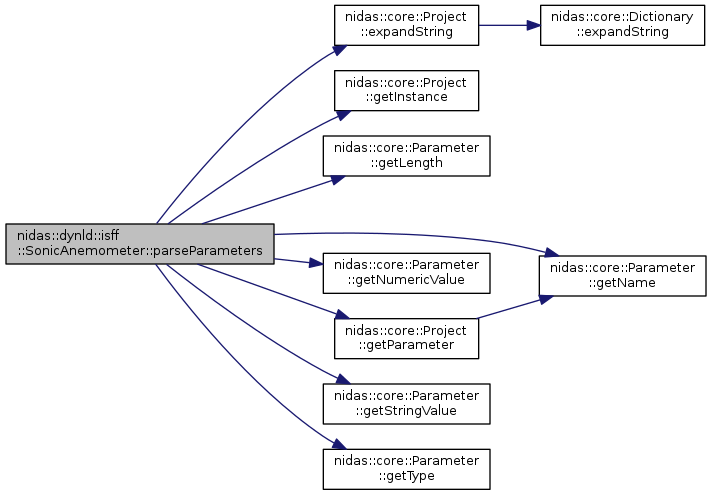 nidas::core::Project
::expandString
nidas::core::Dictionary
::expandString
nidas::core::Project
::getInstance
nidas::core::Parameter
::getLength
nidas::dynld::isff
::SonicAnemometer::parseParameters
nidas::core::Parameter
::getNumericValue
nidas::core::Parameter
::getName
nidas::core::Project
::getParameter
nidas::core::Parameter
::getStringValue
nidas::core::Parameter
::getType